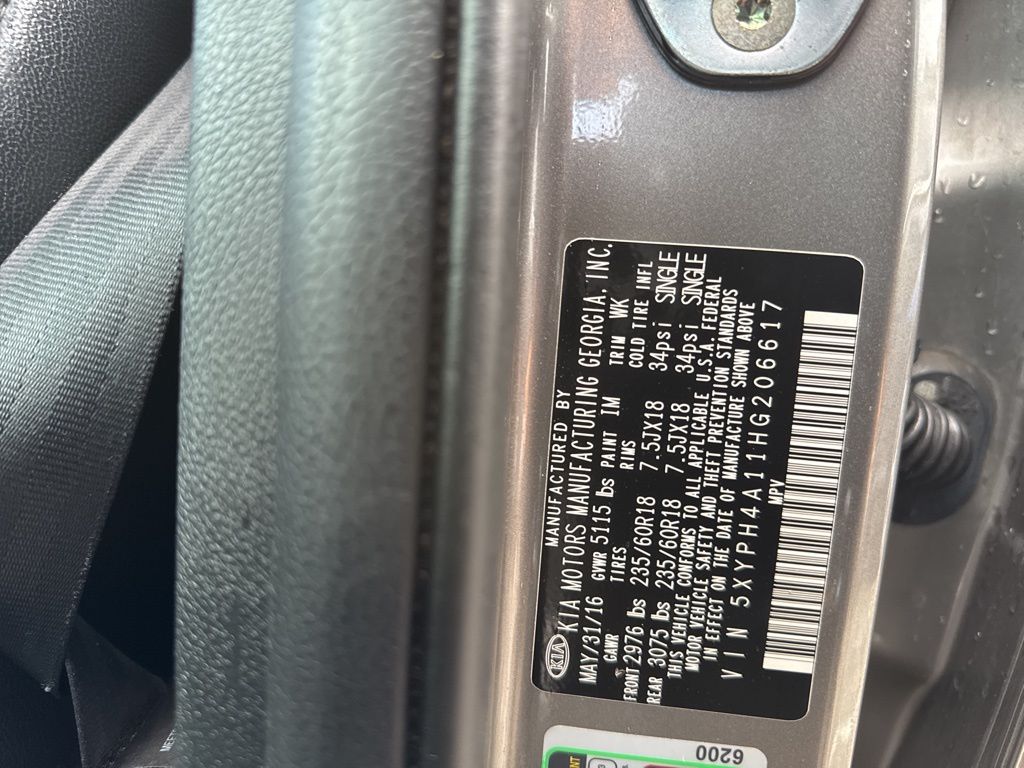 MANUFACTURED BY
KIA KIA MOTORS MANUFACTURING GEORGIA, INC.
MAY/31/16 GVWR 5115 lbs PAINT IM TRIM WK
GAWR TIRES RIMS COLD TIRE INFL
FRONT 2976 lbs 235/60R18 7.5JX18 34psi SINGLE
REAR 3075 lbs 235/60R18 7.5JX18 34psi SINGLE
THIS VEHICLE CONFORMS TO ALL APPLICABLE U.S.A. FEDERAL
MOTOR VEHICLE SAFETY AND THEFT PREVENTION STANDARDS
IN EFFECT ON THE DATE OF MANUFACTURE SHOWN ABOVE
VIN 5XYPH4A11HG206617
MPV
6200